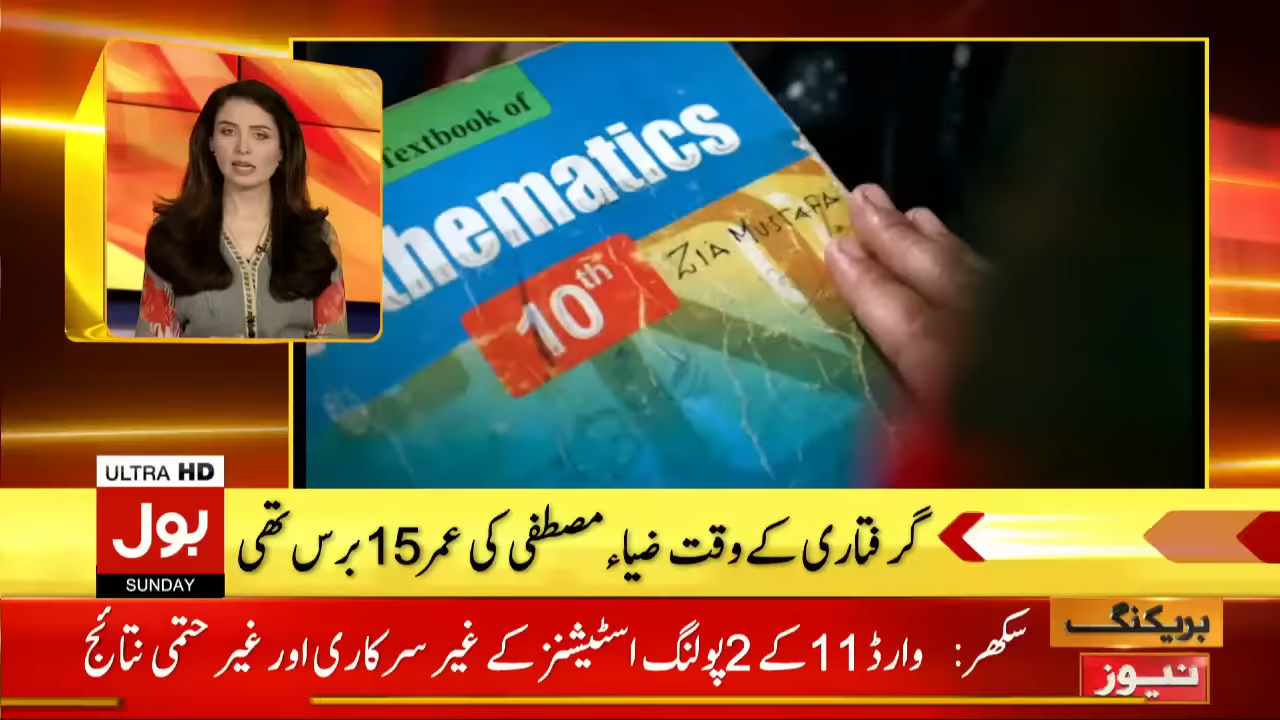 Textbook of
thematics
10th
ZIA MUSTAFA
ULTRA HD
بول
SUNDAY
گرفتاری کے وقت ضیاء مصطفی کی عمر 15 برس تھی
بریکنگ
نیوز
سکھر: وارڈ 11 کے 2 پولنگ اسٹیشنز کے غیر سرکاری اور غیر حتمی نتائج